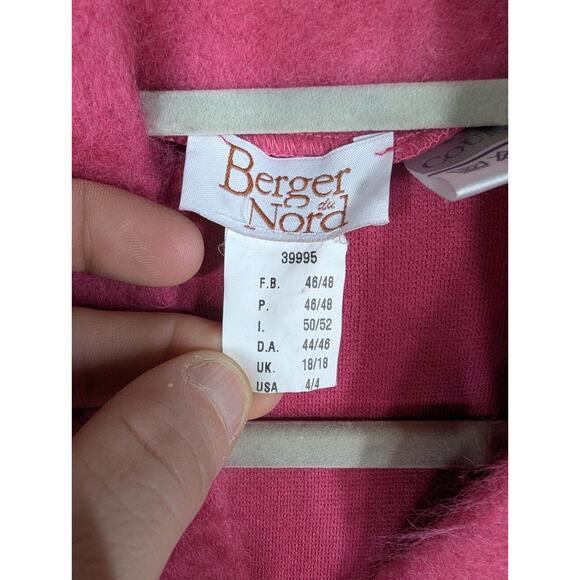 Berger
du
Nord
39995
F.B. 46/48
P. 46/48
I. 50/52
D.A. 44/46
UK. 18/18
USA 4/4